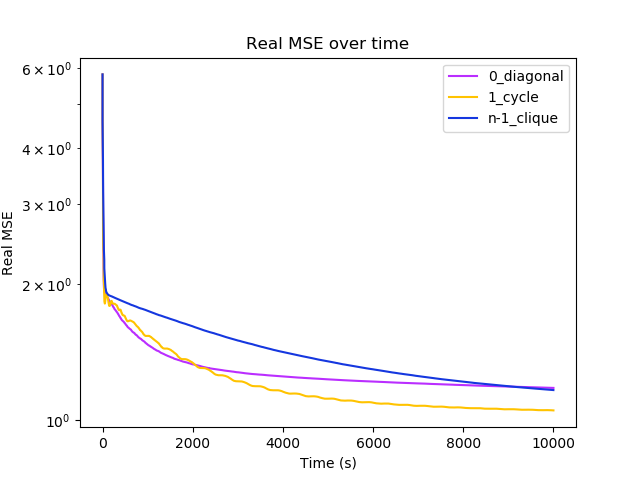 Real MSE over time
Real MSE
6 × 10⁰
4 × 10⁰
3 × 10⁰
2 × 10⁰
10⁰
0_diagonal
1_cycle
n-1_clique
0 2000 4000 6000 8000 10000
Time (s)